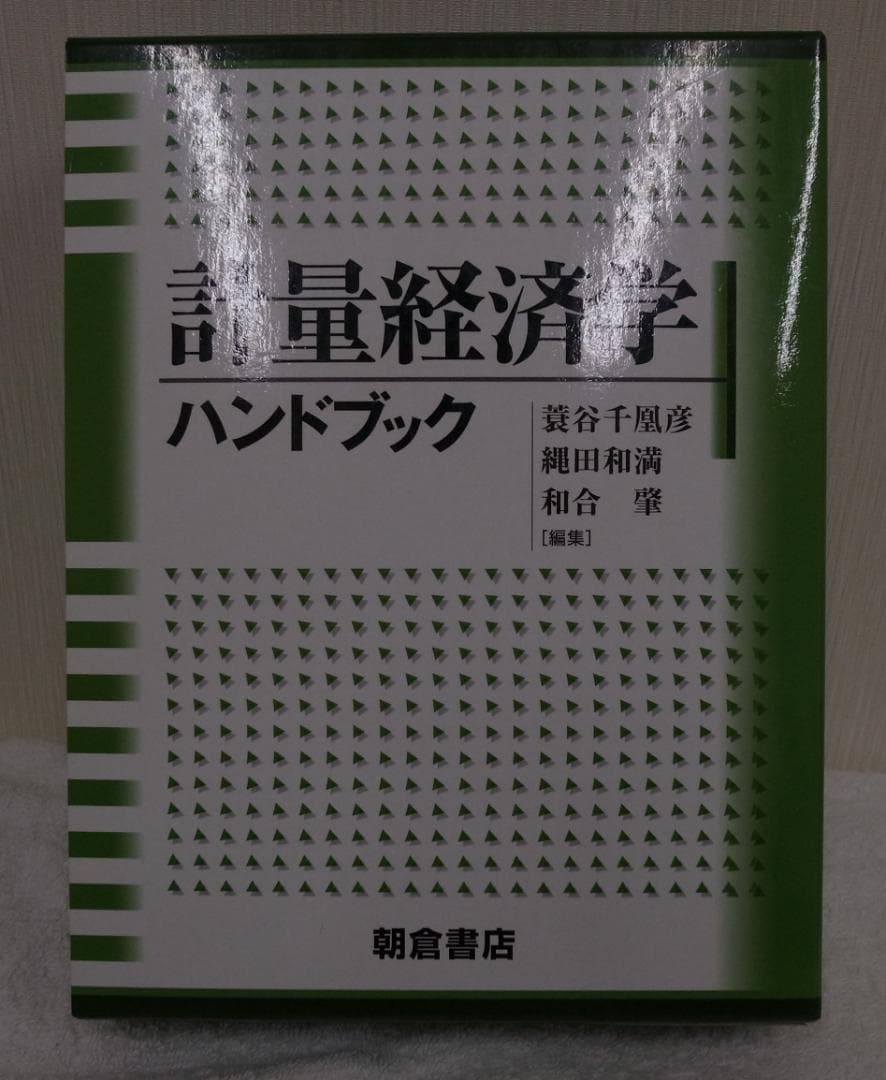 計量経済学
ハンドブック
蓑谷千凰彦
縄田和満
和合 肇
[編集]
朝倉書店